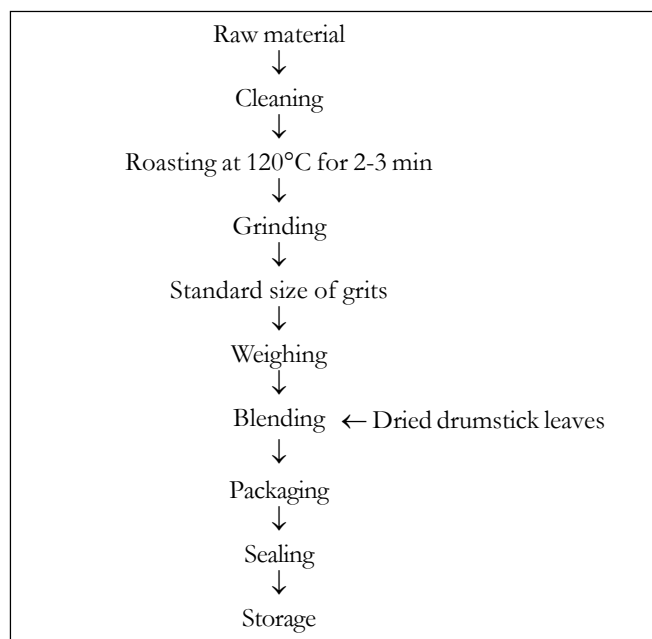 Raw material
↓
Cleaning
↓
Roasting at 120°C for 2-3 min
↓
Grinding
↓
Standard size of grits
↓
Weighing
↓
Blending ← Dried drumstick leaves
↓
Packaging
↓
Sealing
↓
Storage